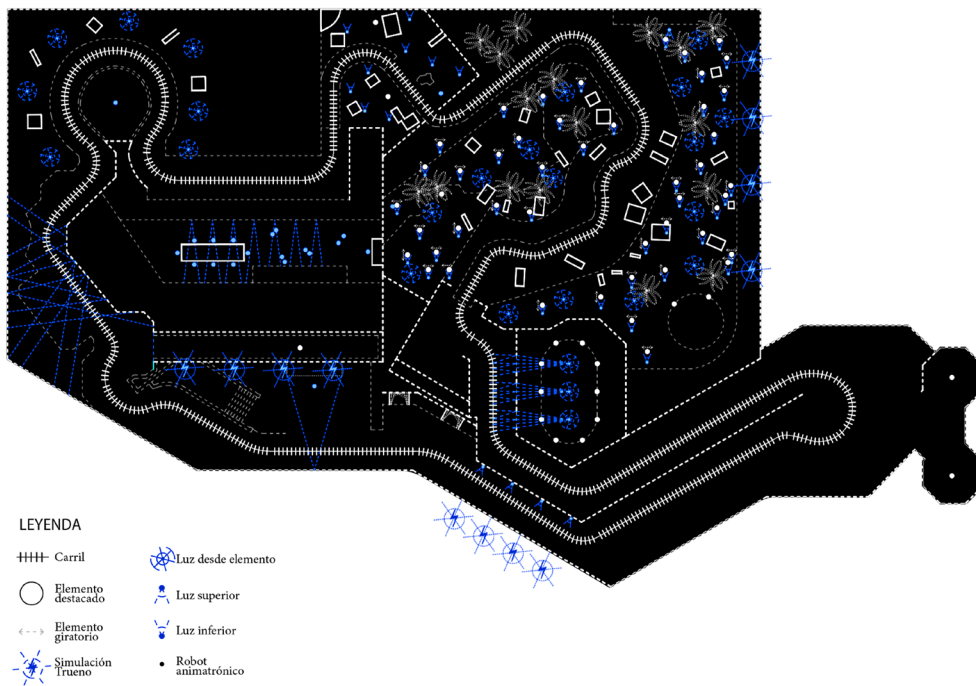 LEYENDA
Carril
Elemento
destacado
Elemento
giratorio
Simulación
Trueno
Luz desde elemento
Luz superior
Luz inferior
Robot
animatrónico